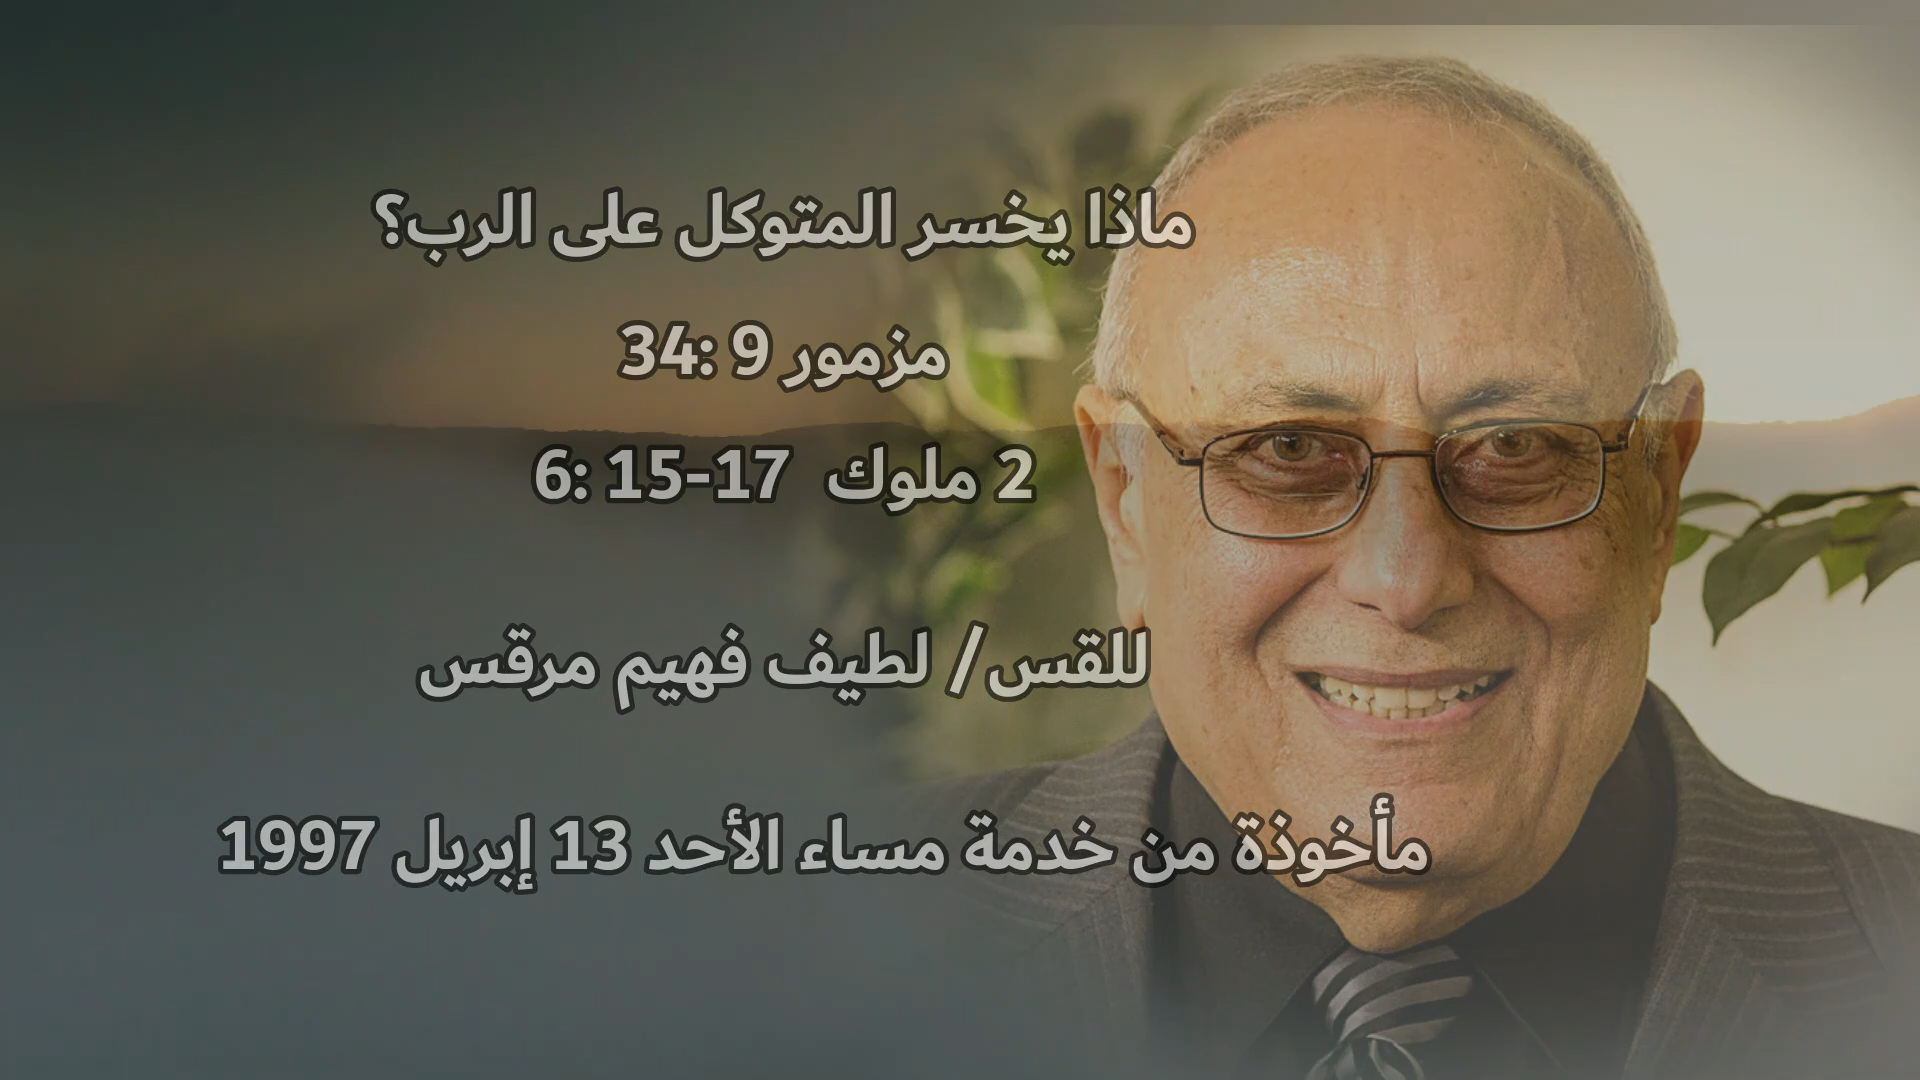 ماذا يخسر المتوكل على الرب؟
مزمور 9 :34
2 ملوك 15-17 :6
للقس/ لطيف فهيم مرقس
مأخوذة من خدمة مساء الأحد 13 إبريل 1997